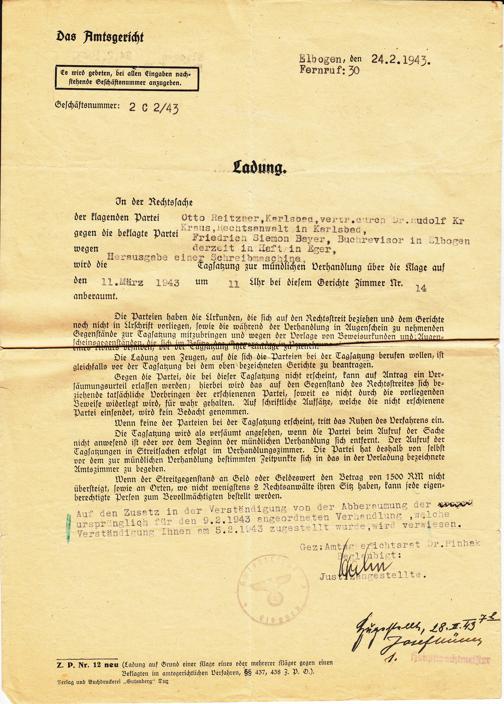 Das Amtsgericht
Elbogen, den 24.2.1943.
Fernruf: 30
Es wird gebeten, bei allen Eingaben nach-
stehende Geschäftsnummer anzugeben.
Geschäftsnummer: 2 C 2/43
Ladung.
In der Rechtssache
der klagenden Partei Otto Reitzner, Karlsbad, vertr. durch Dr. Rudolf Kr
Kraus, Rechtsanwalt in Karlsbad,
gegen die beklagte Partei Friedrich Siemon Bayer, Buchrevisor in Elbogen
derzeit in Haft in Eger,
wegen Herausgabe einer Schreibmaschine,
wird die Tagsatzung zur mündlichen Verhandlung über die Klage auf
den 11. März 1943 um 11 Uhr bei diesem Gerichte Zimmer Nr. 14
anberaumt.
Die Parteien haben die Urkunden, die sich auf den Rechtsstreit beziehen und dem Gerichte
noch nicht in Urschrift vorliegen, sowie die während der Verhandlung in Augenschein zu nehmenden
Gegenstände zur Tagsatzung mitzubringen und wegen der Vorlage von Beweisurkunden und Augen-
scheinsgegenständen, die sich im Besitze des
Die Ladung von Zeugen, auf die sich die Parteien bei der Tagsatzung berufen wollen, ist
gleichfalls vor der Tagsatzung bei dem oben bezeichneten Gerichte zu beantragen.
Gegen die Partei, die bei dieser Tagsatzung nicht erscheint, kann auf Antrag ein Ver-
säumungsurteil erlassen werden; hierbei wird das auf den Gegenstand des Rechtsstreites sich be-
ziehende tatsächliche Vorbringen der erschienenen Partei, soweit es nicht durch die vorliegenden
Beweise widerlegt wird, für wahr gehalten. Auf schriftliche Aufsätze, welche die nicht erschienene
Partei einsendet, wird kein Bedacht genommen.
Wenn keine der Parteien bei der Tagsatzung erscheint, tritt das Ruhen des Verfahrens ein.
Die Tagsatzung wird als versäumt angesehen, wenn die Partei beim Aufruf der Sache
nicht anwesend ist oder vor dem Beginn der mündlichen Verhandlung sich entfernt. Der Aufruf der
Tagsatzungen in Streitsachen erfolgt im Verhandlungszimmer. Die Partei hat deshalb von selbst
vor dem zur mündlichen Verhandlung bestimmten Zeitpunkte sich in das in der Vorladung bezeichnete
Amtszimmer zu begeben.
Wenn der Streitgegenstand an Geld oder Geldeswert den Betrag von 1500 RM nicht
übersteigt, sowie an Orten, wo nicht wenigstens 2 Rechtsanwälte ihren Sitz haben, kann jede eigen-
berechtigte Person zum Bevollmächtigten bestellt werden.
Auf den Zusatz in der Verständigung von der Abberaumung der
ursprünglich für den 9.2.1943 angeordneten Verhandlung, welche
Verständigung Ihnen am 5.2.1943 zugestellt wurde, wird verwiesen.
Gez: Amtsgerichtsrat Dr. Pinhak
Beglaubigt:
Justizangestellte.
Zugestellt, 28.II.43
Josef
1.
Z. P. Nr. 12 neu (Ladung auf Grund einer Klage eines oder mehrerer Kläger gegen einen
Beklagten im amtsgerichtlichen Verfahren, §§ 437, 438 Z. P. O.).
Verlag und Buchdruckerei „Gutenberg“ Dux